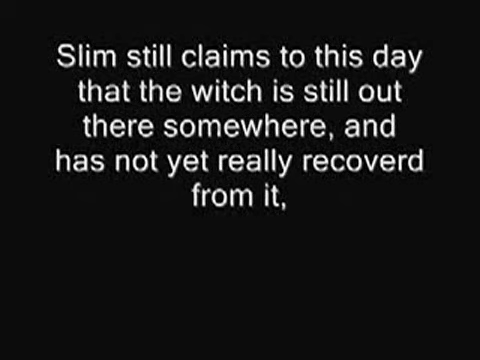 Slim still claims to this day
that the witch is still out
there somewhere, and
has not yet really recoverd
from it,